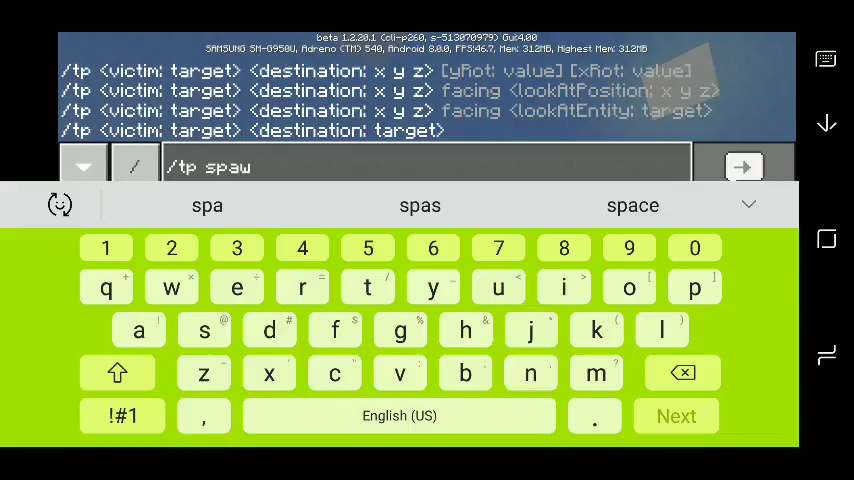 beta 1.2.20.1 (cli-p260, s-513070979) Gui:4.00
SAMSUNG SM-G950U, Adreno (TM) 540, Android 8.0.0, FPS:46.7, Mem: 312MB, Highest Mem: 312MB
/tp <victim: target> <destination: x y z> [yRot: value] [xRot: value]
/tp <victim: target> <destination: x y z> facing <lookAtPosition: x y z>
/tp <victim: target> <destination: x y z> facing <lookAtEntity: target>
/tp <victim: target> <destination: target>
/ /tp spaw
spa spas space
1 2 3 4 5 6 7 8 9 0
q + w × e ÷ r = t / y _ u < i > o [ p ]
a ! s @ d # f $ g % h & j * k ( l )
z - x ' c " v : b ; n , m ?
!#1 , English (US) . Next